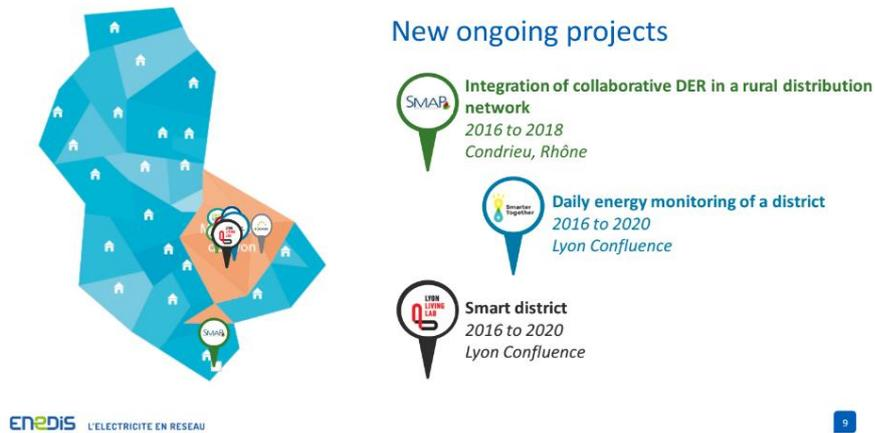 New ongoing projects
SMAP
Integration of collaborative DER in a rural distribution
network
2016 to 2018
Condrieu, Rhône
Smarter
Together
Daily energy monitoring of a district
2016 to 2020
Lyon Confluence
LYON
LIVING
LAB
Smart district
2016 to 2020
Lyon Confluence
SMAP
ENEDIS
L'ELECTRICITE EN RESEAU
9